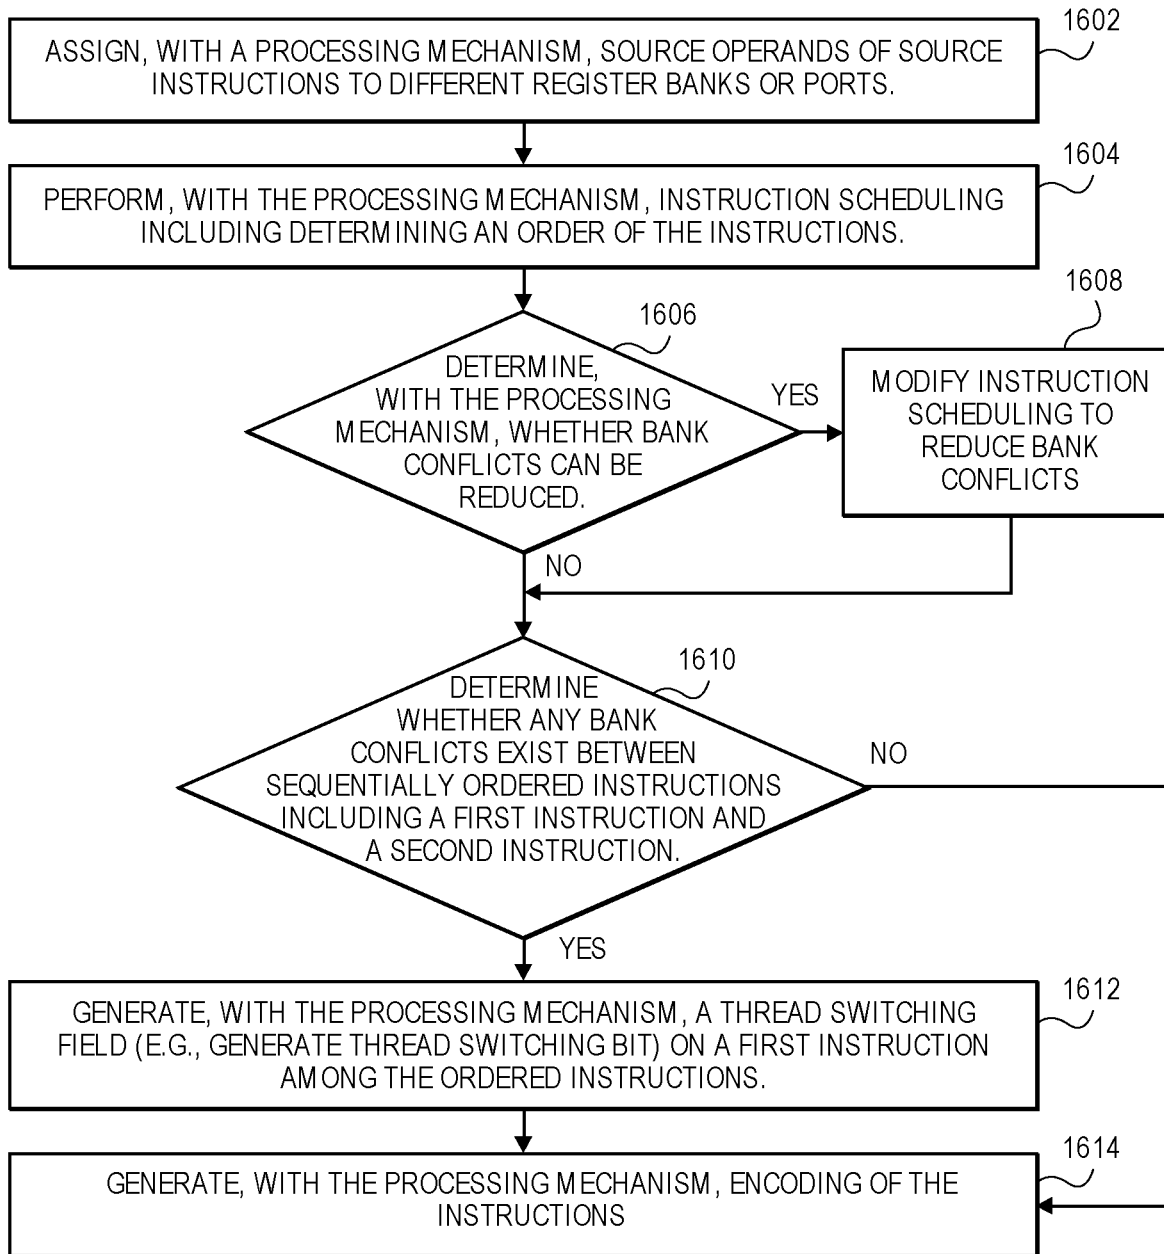 1602
ASSIGN, WITH A PROCESSING MECHANISM, SOURCE OPERANDS OF SOURCE
INSTRUCTIONS TO DIFFERENT REGISTER BANKS OR PORTS.
1604
PERFORM, WITH THE PROCESSING MECHANISM, INSTRUCTION SCHEDULING
INCLUDING DETERMINING AN ORDER OF THE INSTRUCTIONS.
1606
DETERMINE,
WITH THE PROCESSING
MECHANISM, WHETHER BANK
CONFLICTS CAN BE
REDUCED.
YES
1608
MODIFY INSTRUCTION
SCHEDULING TO
REDUCE BANK
CONFLICTS
NO
1610
DETERMINE
WHETHER ANY BANK
CONFLICTS EXIST BETWEEN
SEQUENTIALLY ORDERED INSTRUCTIONS
INCLUDING A FIRST INSTRUCTION AND
A SECOND INSTRUCTION.
NO
YES
1612
GENERATE, WITH THE PROCESSING MECHANISM, A THREAD SWITCHING
FIELD (E.G., GENERATE THREAD SWITCHING BIT) ON A FIRST INSTRUCTION
AMONG THE ORDERED INSTRUCTIONS.
1614
GENERATE, WITH THE PROCESSING MECHANISM, ENCODING OF THE
INSTRUCTIONS